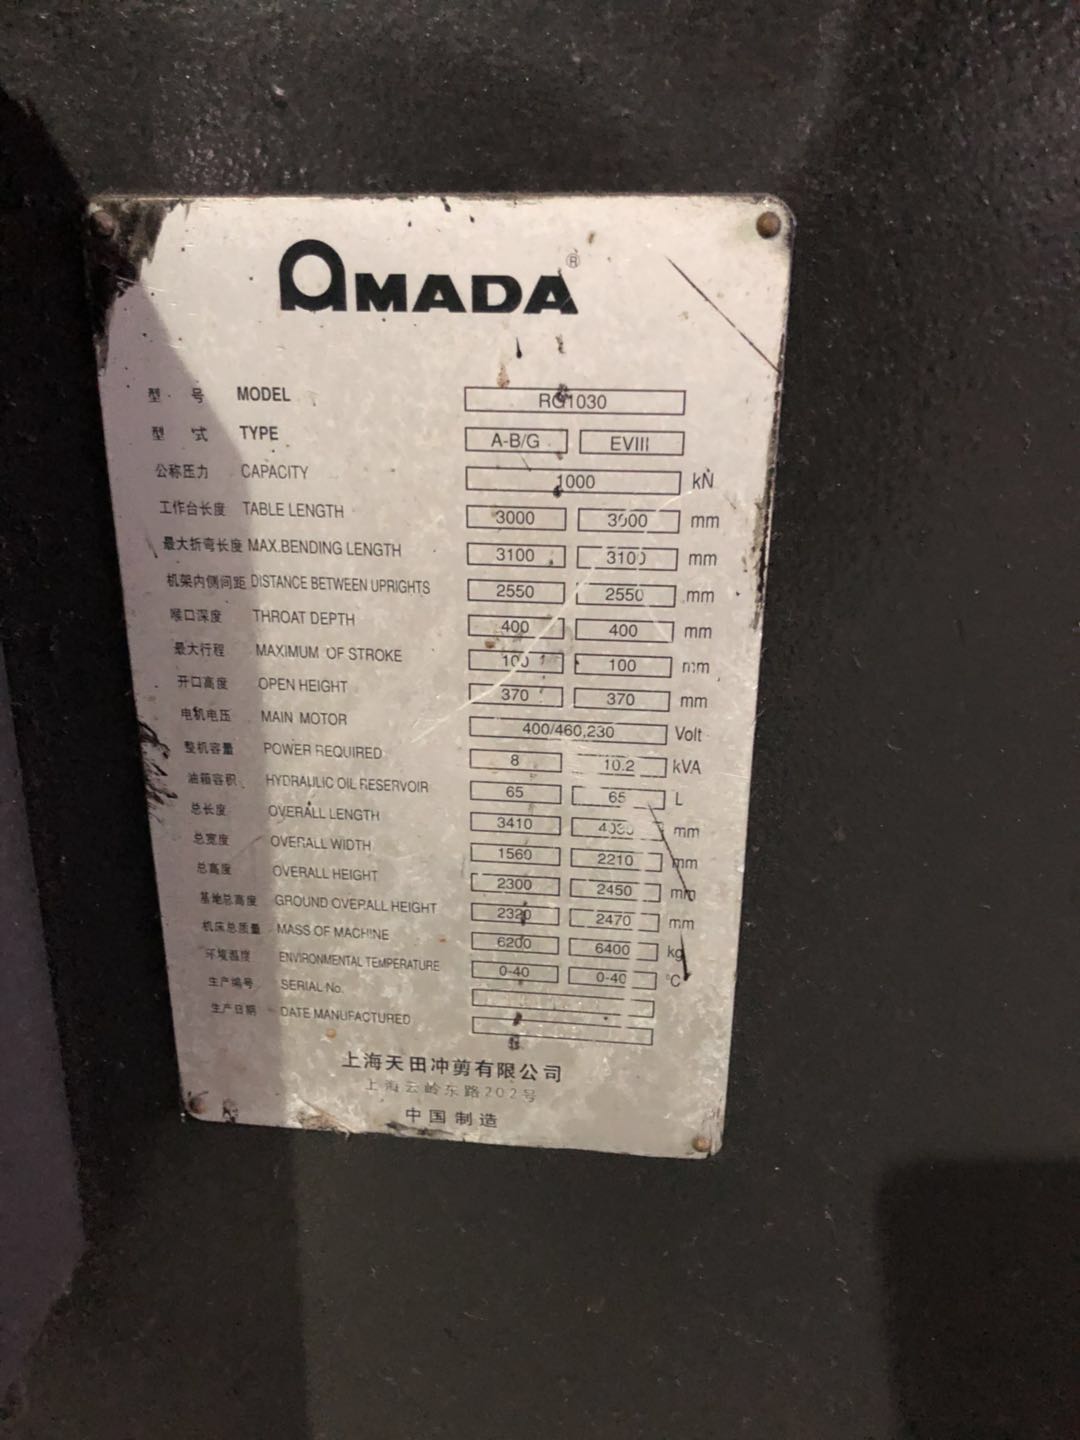 AMADA®
型 号 MODEL RG1030
型 式 TYPE A-B/G EVIII
公称压力 CAPACITY 1000 kN
工作台长度 TABLE LENGTH 3000 3000 mm
最大折弯长度 MAX.BENDING LENGTH 3100 3100 mm
机架内侧间距 DISTANCE BETWEEN UPRIGHTS 2550 2550 mm
喉口深度 THROAT DEPTH 400 400 mm
最大行程 MAXIMUM OF STROKE 100 100 mm
开口高度 OPEN HEIGHT 370 370 mm
电机电压 MAIN MOTOR 400/460,230 Volt
整机容量 POWER REQUIRED 8 10.2 kVA
油箱容积 HYDRAULIC OIL RESERVOIR 65 65 L
总长度 OVERALL LENGTH 3410 mm
总宽度 OVERALL WIDTH 1560 2210 mm
总高度 OVERALL HEIGHT 2300 2450 mm
基地总高度 GROUND OVERALL HEIGHT 2320 2470 mm
机床总质量 MASS OF MACHINE 6200 6400 kg
环境温度 ENVIRONMENTAL TEMPERATURE 0-40 0-40 °C
生产编号 SERIAL No.
生产日期 DATE MANUFACTURED
上海天田冲剪有限公司
上海云岭东路202号
中国制造